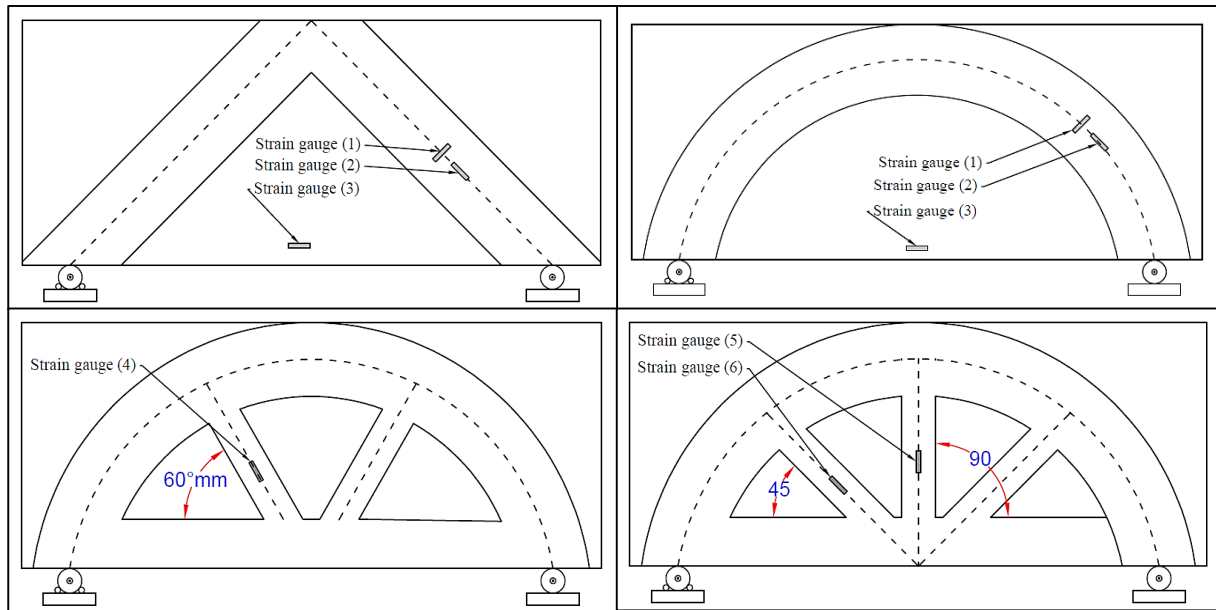 Strain gauge (1)
Strain gauge (2)
Strain gauge (3)
Strain gauge (1)
Strain gauge (2)
Strain gauge (3)
Strain gauge (4)
60°mm
Strain gauge (5)
Strain gauge (6)
45
90